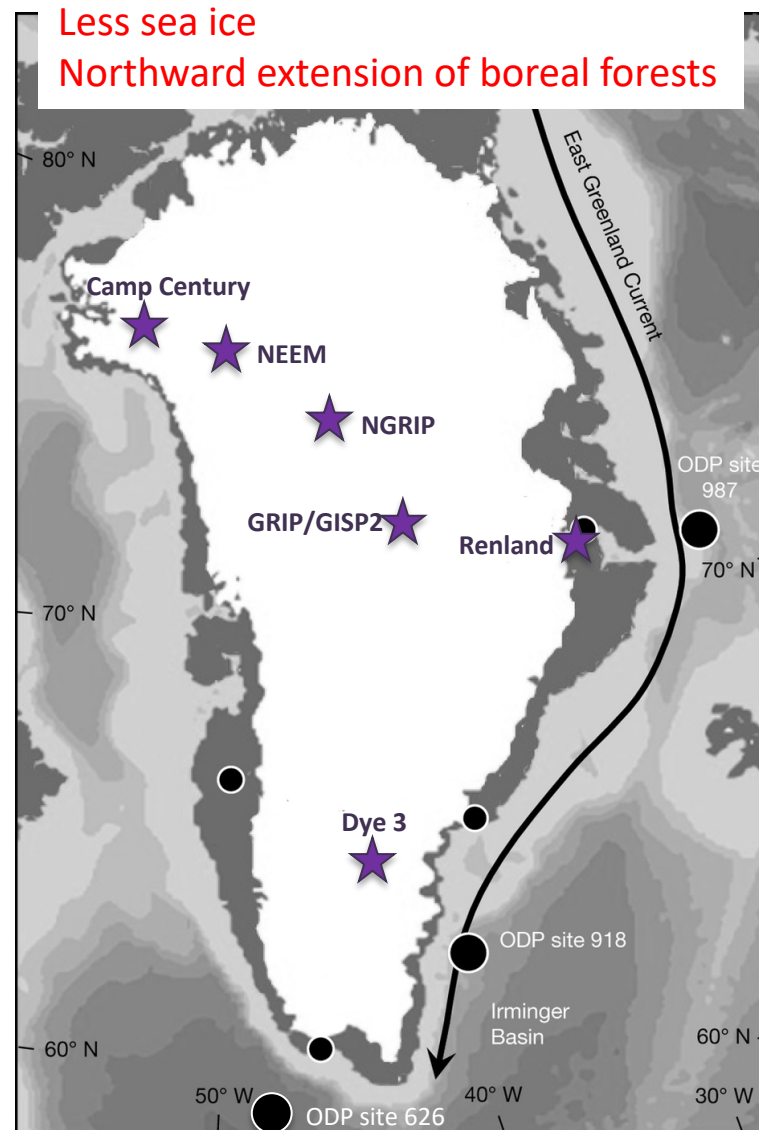 Less sea ice
Northward extension of boreal forests
80° N
East Greenland Current
Camp Century
NEEM
NGRIP
ODP site
987
GRIP/GISP2
Renland
70° N
70° N
Dye 3
ODP site 918
Irminger
Basin
60° N
60° N
50° W
40° W
30° W
ODP site 626